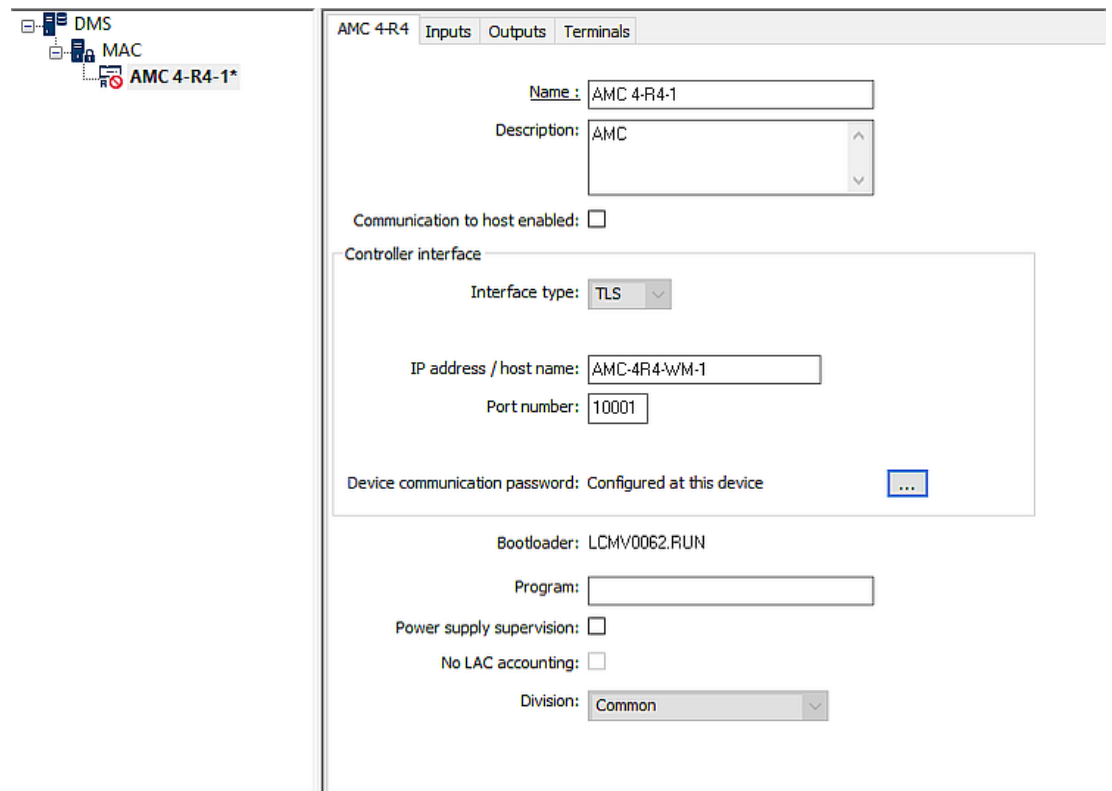 DMS
MAC
AMC 4-R4-1*
AMC 4-R4 Inputs Outputs Terminals
Name : AMC 4-R4-1
Description: AMC
Communication to host enabled:
Controller interface
Interface type: TLS
IP address / host name: AMC-4R4-WM-1
Port number: 10001
Device communication password: Configured at this device ...
Bootloader: LCMV0062.RUN
Program:
Power supply supervision:
No LAC accounting:
Division: Common